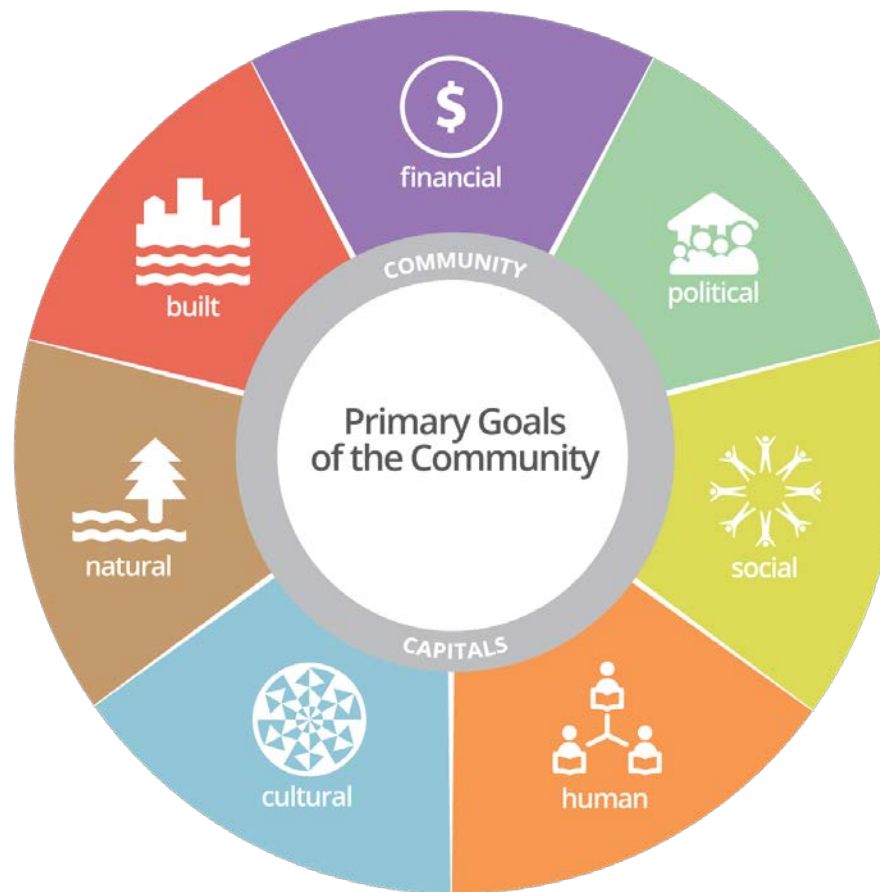 $
financial
political
social
human
cultural
natural
built
COMMUNITY
Primary Goals
of the Community
CAPITALS